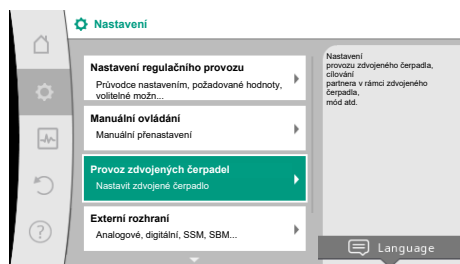 Nastavení
Nastavení regulačního provozu
Průvodce nastavením, požadované hodnoty,
volitelné možn...
Manuální ovládání
Manuální přenastavení
Provoz zdvojených čerpadel
Nastavit zdvojené čerpadlo
Externí rozhraní
Analogové, digitální, SSM, SBM...
Nastavení
provozu zdvojeného čerpadla,
cílování
partnera v rámci zdvojeného
čerpadla,
mód atd.
Language